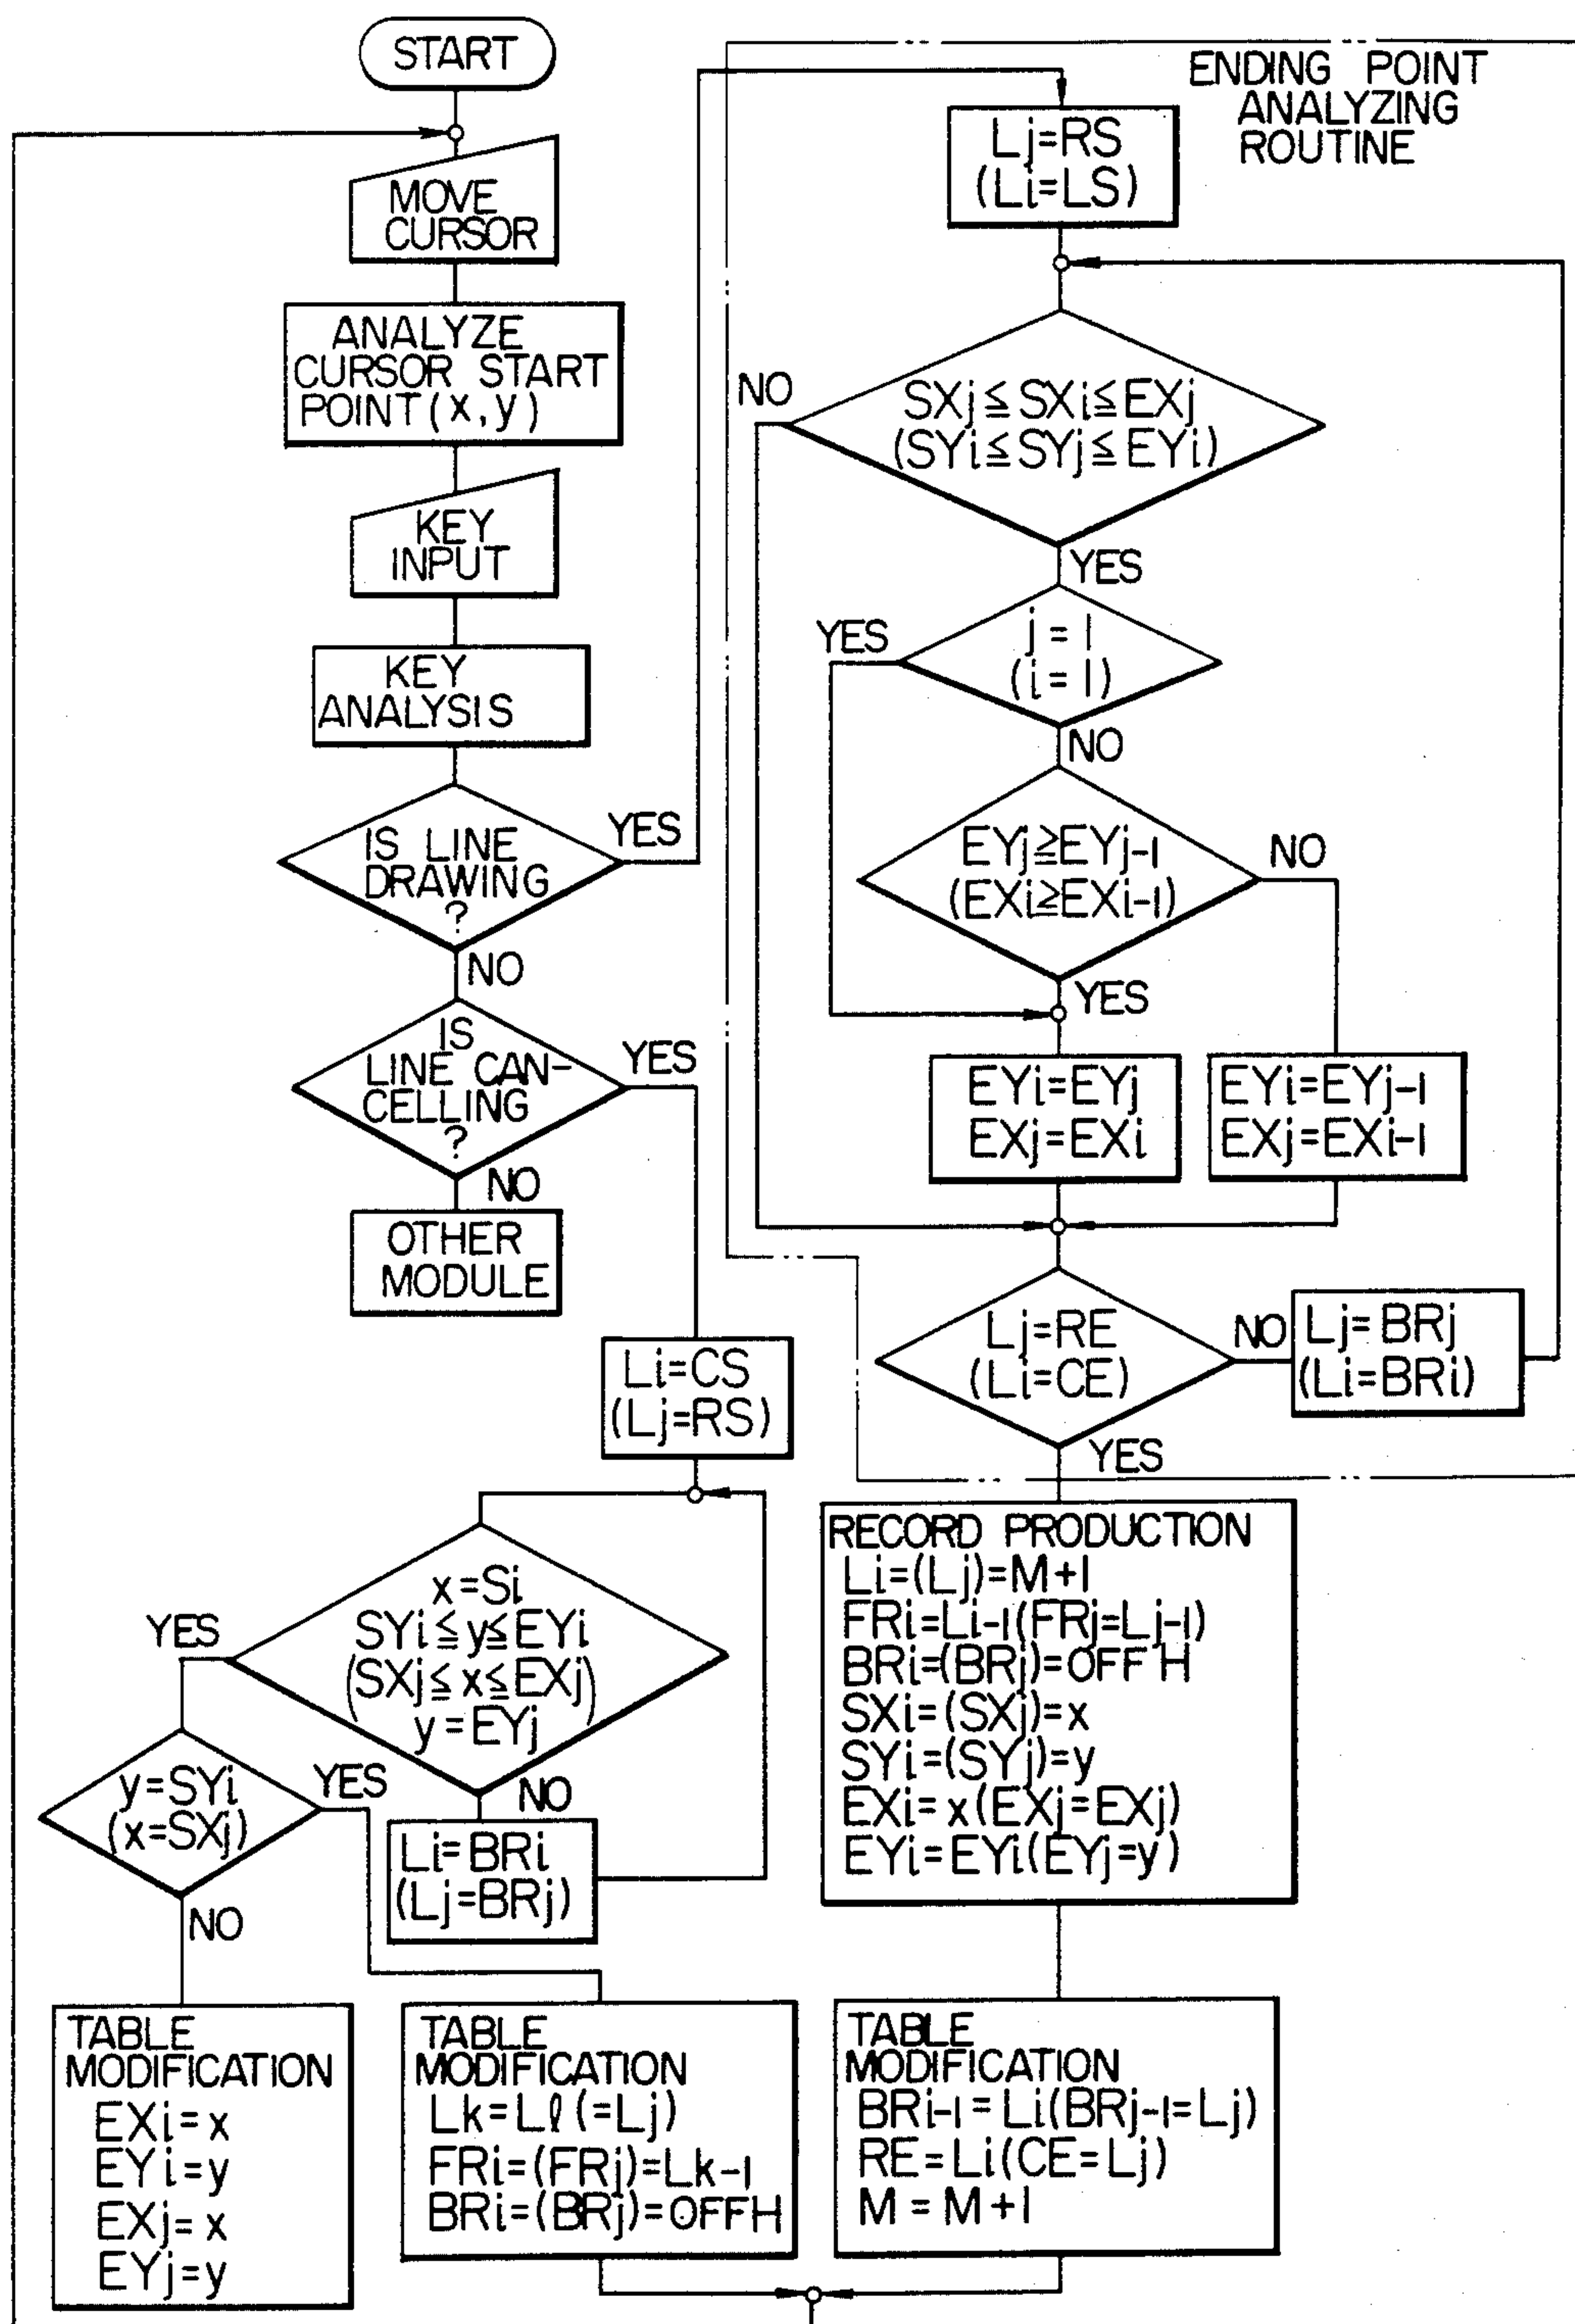 START
MOVE
CURSOR
ANALYZE
CURSOR START
POINT(x,y)
KEY
INPUT
KEY
ANALYSIS
IS LINE
DRAWING
?
YES
NO
IS
LINE CAN-
CELLING
?
YES
NO
OTHER
MODULE
Li=CS
(Lj=RS)
x=Si
SYi≦y≦EYi
(SXj≦x≦EXj)
y=EYj
YES
NO
Li=BRi
(Lj=BRj)
y=SYi
(x=SXj)
YES
NO
TABLE
MODIFICATION
EXi=x
EYi=y
EXj=x
EYj=y
TABLE
MODIFICATION
Lk=Lℓ(=Lj)
FRi=(FRj)=Lk-1
BRi=(BRj)=OFFH
ENDING POINT
ANALYZING
ROUTINE
Lj=RS
(Li=LS)
SXj≦SXi≦EXj
(SYi≦SYj≦EYi)
NO
YES
j=1
(i=1)
YES
NO
EYj≧EYj-1
(EXi≧EXi-1)
NO
YES
EYi=EYj
EXj=EXi
EYi=EYj-1
EXj=EXi-1
Lj=RE
(Li=CE)
NO
YES
Lj=BRj
(Li=BRi)
RECORD PRODUCTION
Li=(Lj)=M+1
FRi=Li-1(FRj=Lj-1)
BRi=(BRj)=OFFH
SXi=(SXj)=x
SYi=(SYj)=y
EXi=x(EXj=EXj)
EYi=EYi(EYj=y)
TABLE
MODIFICATION
BRi-1=Li(BRj-1=Lj)
RE=Li(CE=Lj)
M=M+1